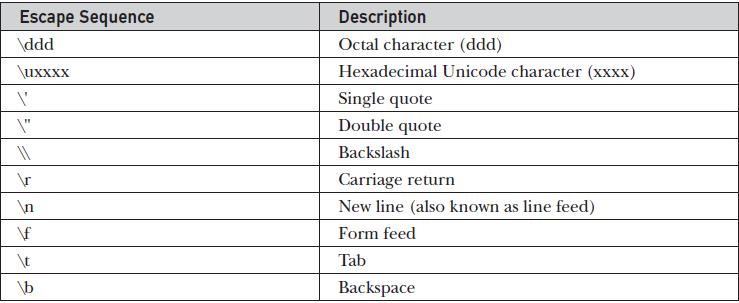 Escape Sequence Description
\ddd Octal character (ddd)
\uxxxx Hexadecimal Unicode character (xxxx)
\' Single quote
\" Double quote
\\ Backslash
\r Carriage return
\n New line (also known as line feed)
\f Form feed
\t Tab
\b Backspace